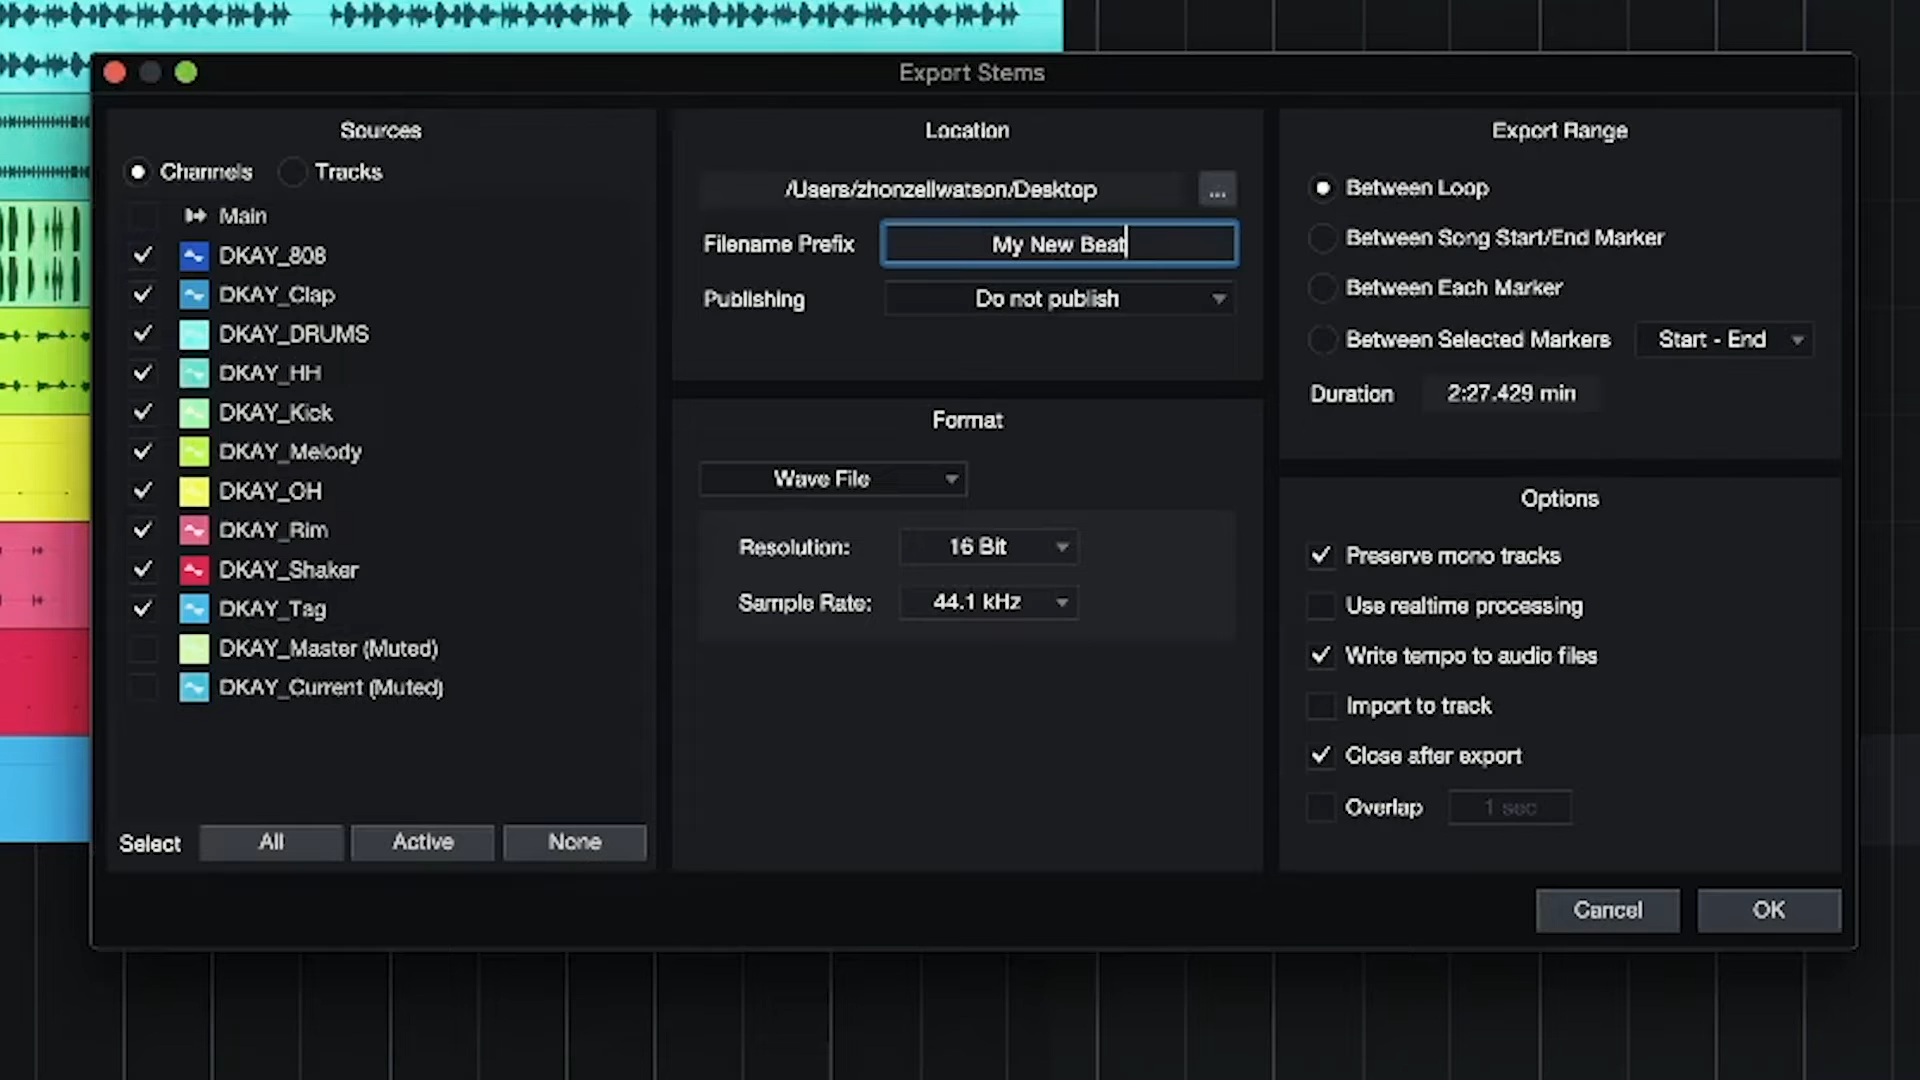 Export Stems
Sources
Channels
Tracks
Main
DKAY_808
DKAY_Clap
DKAY_DRUMS
DKAY_HH
DKAY_Kick
DKAY_Melody
DKAY_OH
DKAY_Rim
DKAY_Shaker
DKAY_Tag
DKAY_Master (Muted)
DKAY_Current (Muted)
Select
All
Active
None
Location
/Users/zhonzellwatson/Desktop
...
Filename Prefix
My New Beat
Publishing
Do not publish
Format
Wave File
Resolution:
16 Bit
Sample Rate:
44.1 kHz
Export Range
Between Loop
Between Song Start/End Marker
Between Each Marker
Between Selected Markers
Start - End
Duration
2:27.429 min
Options
Preserve mono tracks
Use realtime processing
Write tempo to audio files
Import to track
Close after export
Overlap
1 sec
Cancel
OK